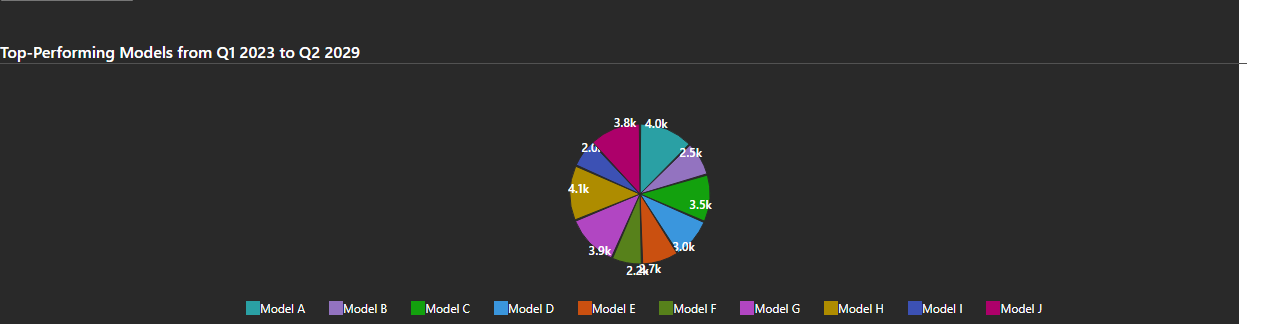 Top-Performing Models from Q1 2023 to Q2 2029
3.8k 4.0k
2.5k
4.1k
3.5k
3.9k 3.0k
Model A Model B Model C Model D Model E Model F Model G Model H Model I Model J